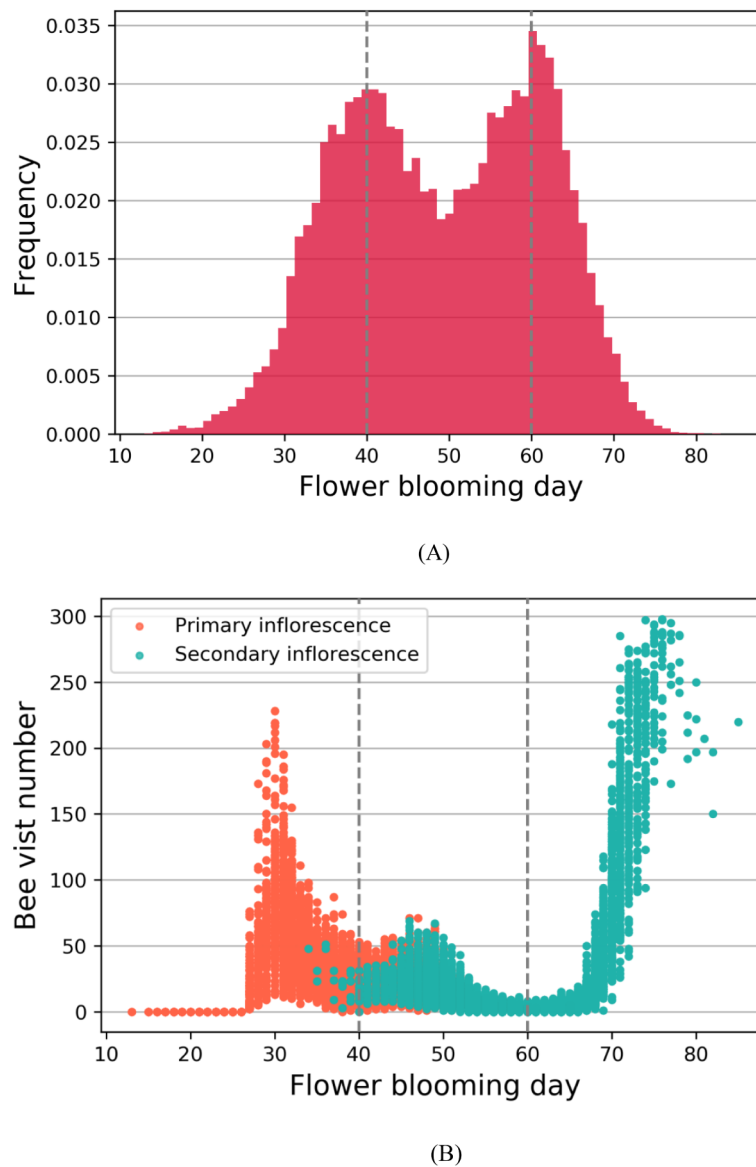 0.035
0.030
0.025
0.020
0.015
0.010
0.005
0.000
Frequency
10 20 30 40 50 60 70 80
Flower blooming day
(A)
300
250
200
150
100
50
0
Bee vist number
Primary inflorescence
Secondary inflorescence
10 20 30 40 50 60 70 80
Flower blooming day
(B)